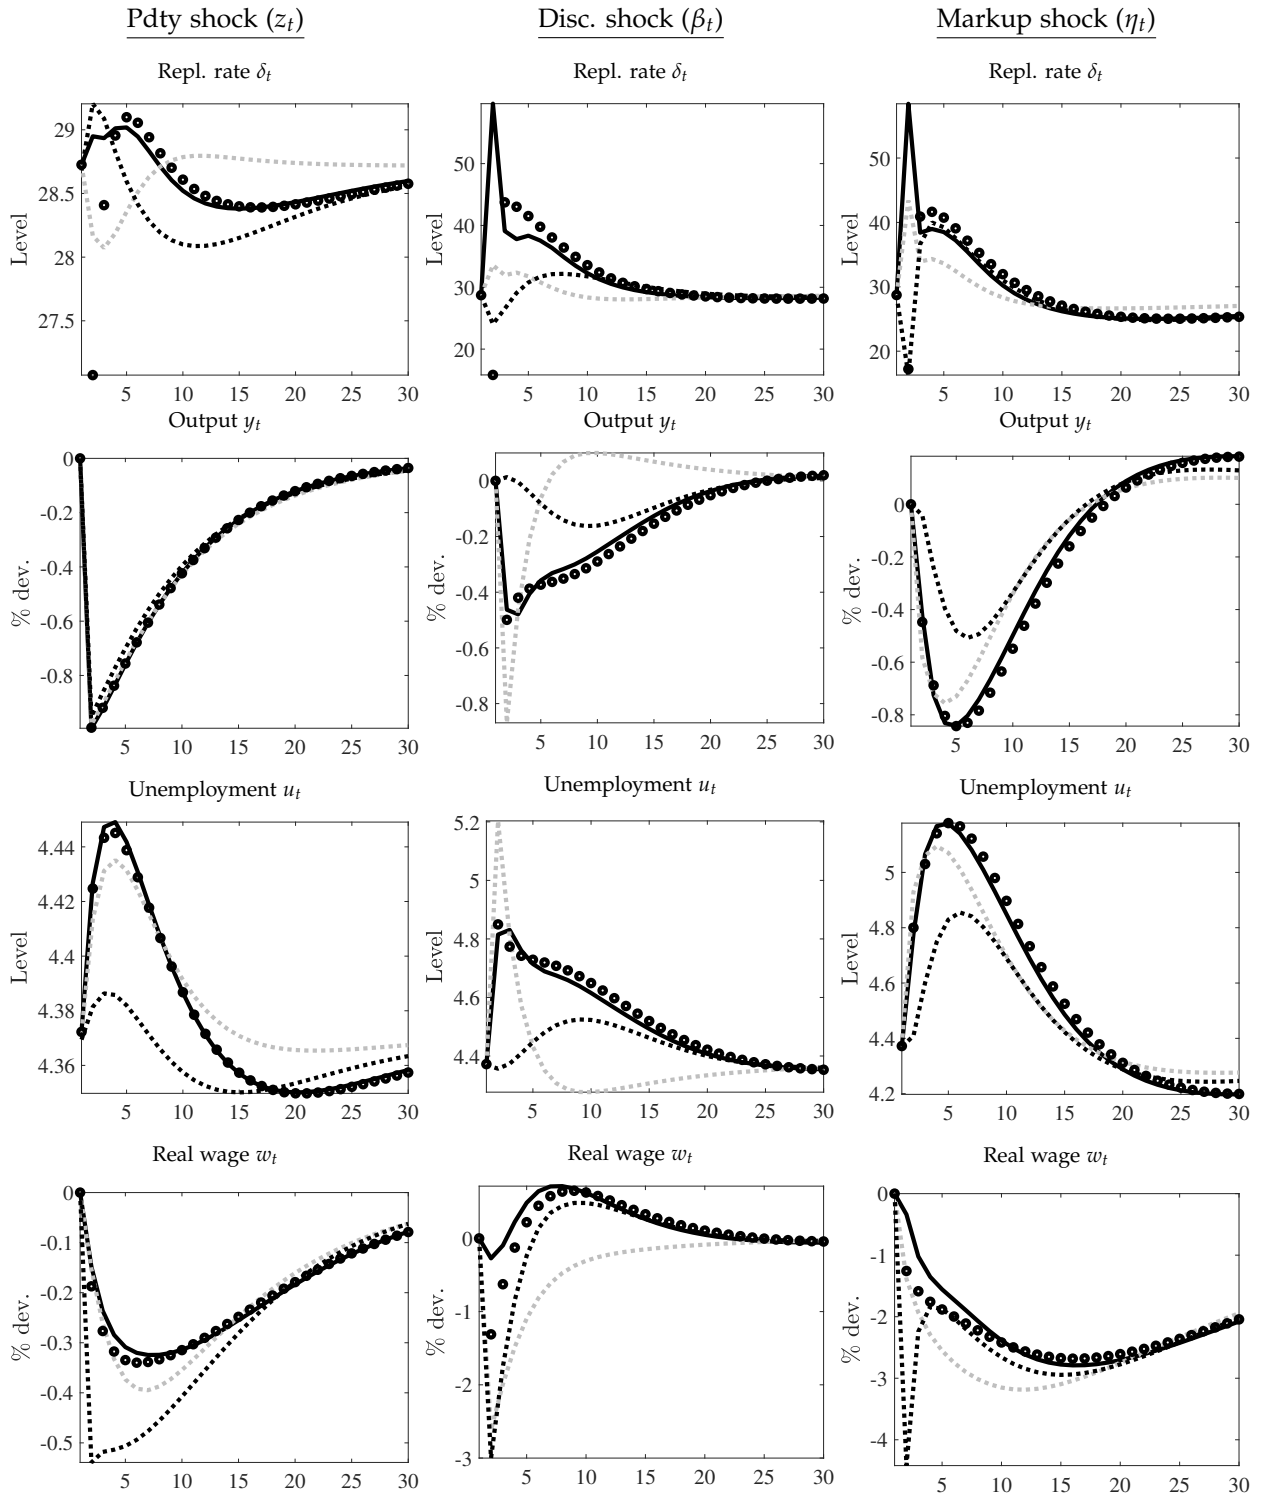 Pdty shock (z_t) Disc. shock (β_t) Markup shock (η_t)
Repl. rate δ_t Repl. rate δ_t Repl. rate δ_t
Level
29
28.5
28
27.5
5 10 15 20 25 30
Level
50
40
30
20
5 10 15 20 25 30
Level
50
40
30
20
5 10 15 20 25 30
Output y_t Output y_t Output y_t
% dev.
0
-0.2
-0.4
-0.6
-0.8
5 10 15 20 25 30
% dev.
0
-0.2
-0.4
-0.6
-0.8
5 10 15 20 25 30
% dev.
0
-0.2
-0.4
-0.6
-0.8
5 10 15 20 25 30
Unemployment u_t Unemployment u_t Unemployment u_t
Level
4.44
4.42
4.4
4.38
4.36
5 10 15 20 25 30
Level
5.2
5
4.8
4.6
4.4
5 10 15 20 25 30
Level
5
4.8
4.6
4.4
4.2
5 10 15 20 25 30
Real wage w_t Real wage w_t Real wage w_t
% dev.
0
-0.1
-0.2
-0.3
-0.4
-0.5
5 10 15 20 25 30
% dev.
0
-1
-2
-3
5 10 15 20 25 30
% dev.
0
-1
-2
-3
-4
5 10 15 20 25 30